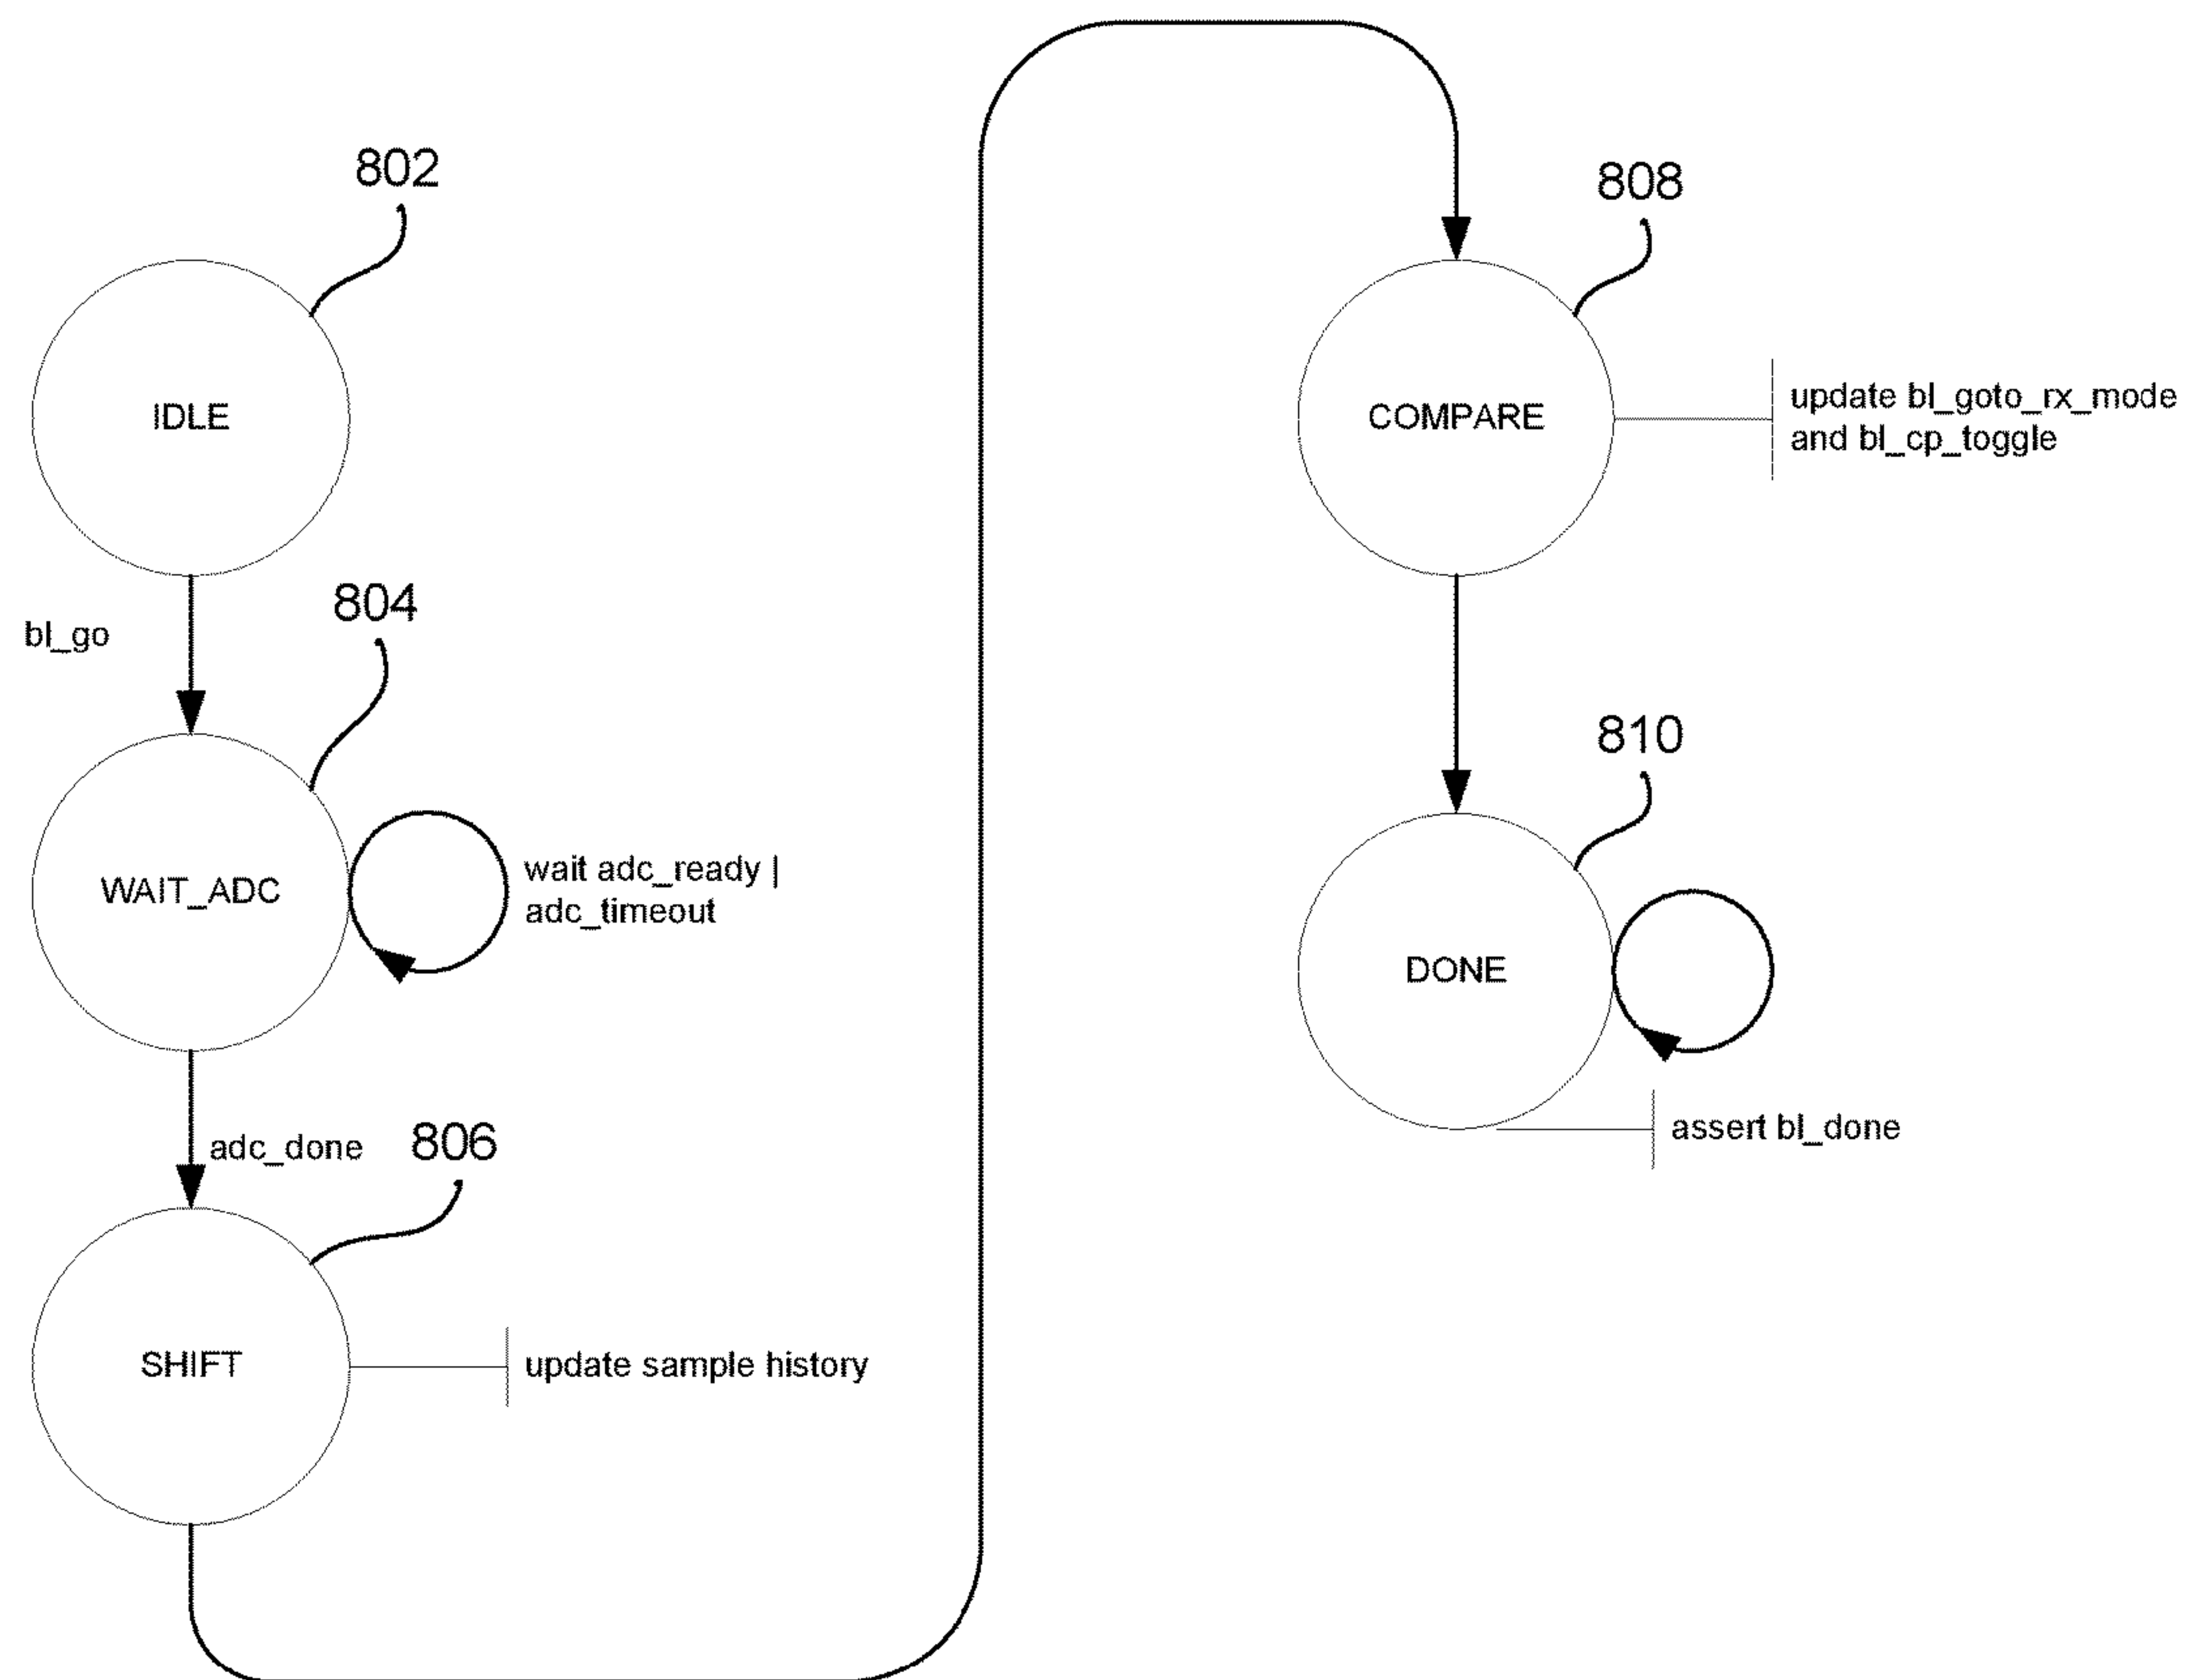 802
IDLE
bl_go
804
WAIT_ADC
wait adc_ready |
adc_timeout
adc_done
806
SHIFT
update sample history
808
COMPARE
update bl_goto_rx_mode
and bl_cp_toggle
810
DONE
assert bl_done